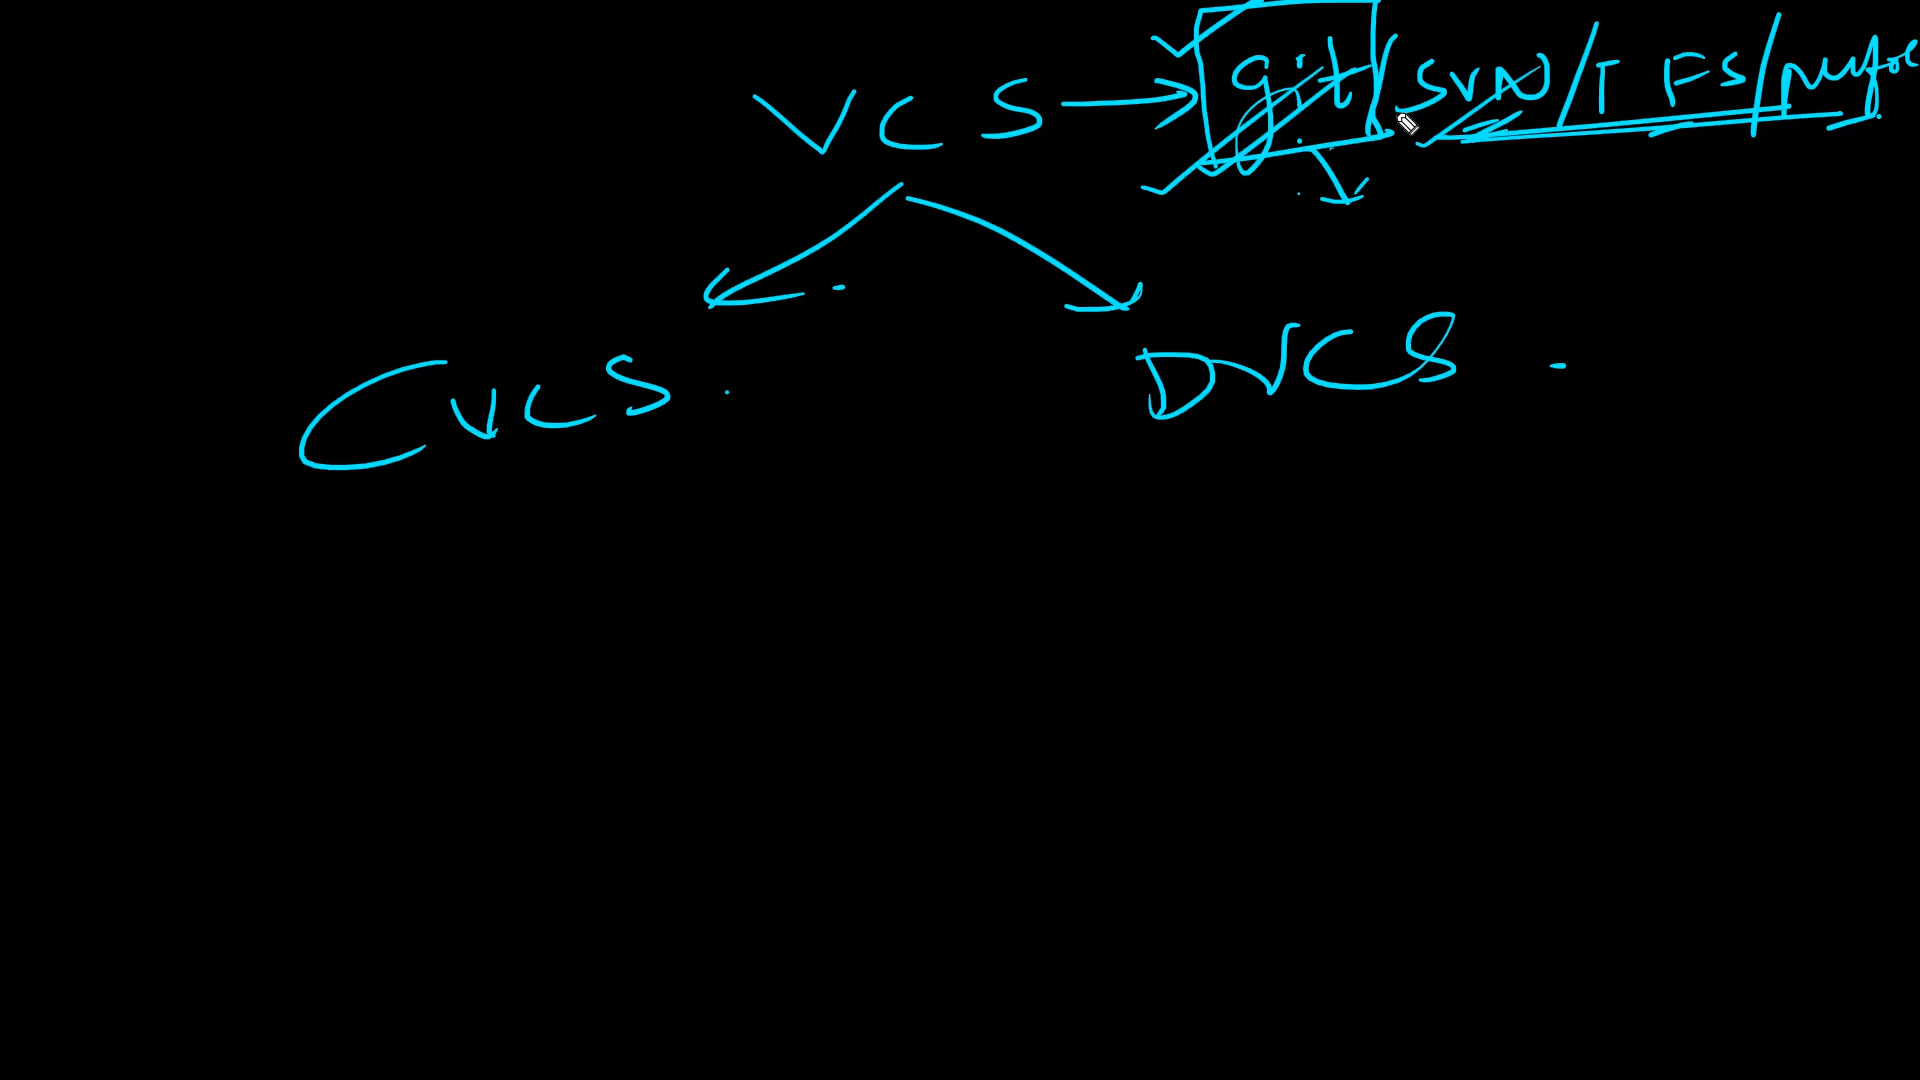 VCS → git / SVN / TFS /
CVCS . DVCS .